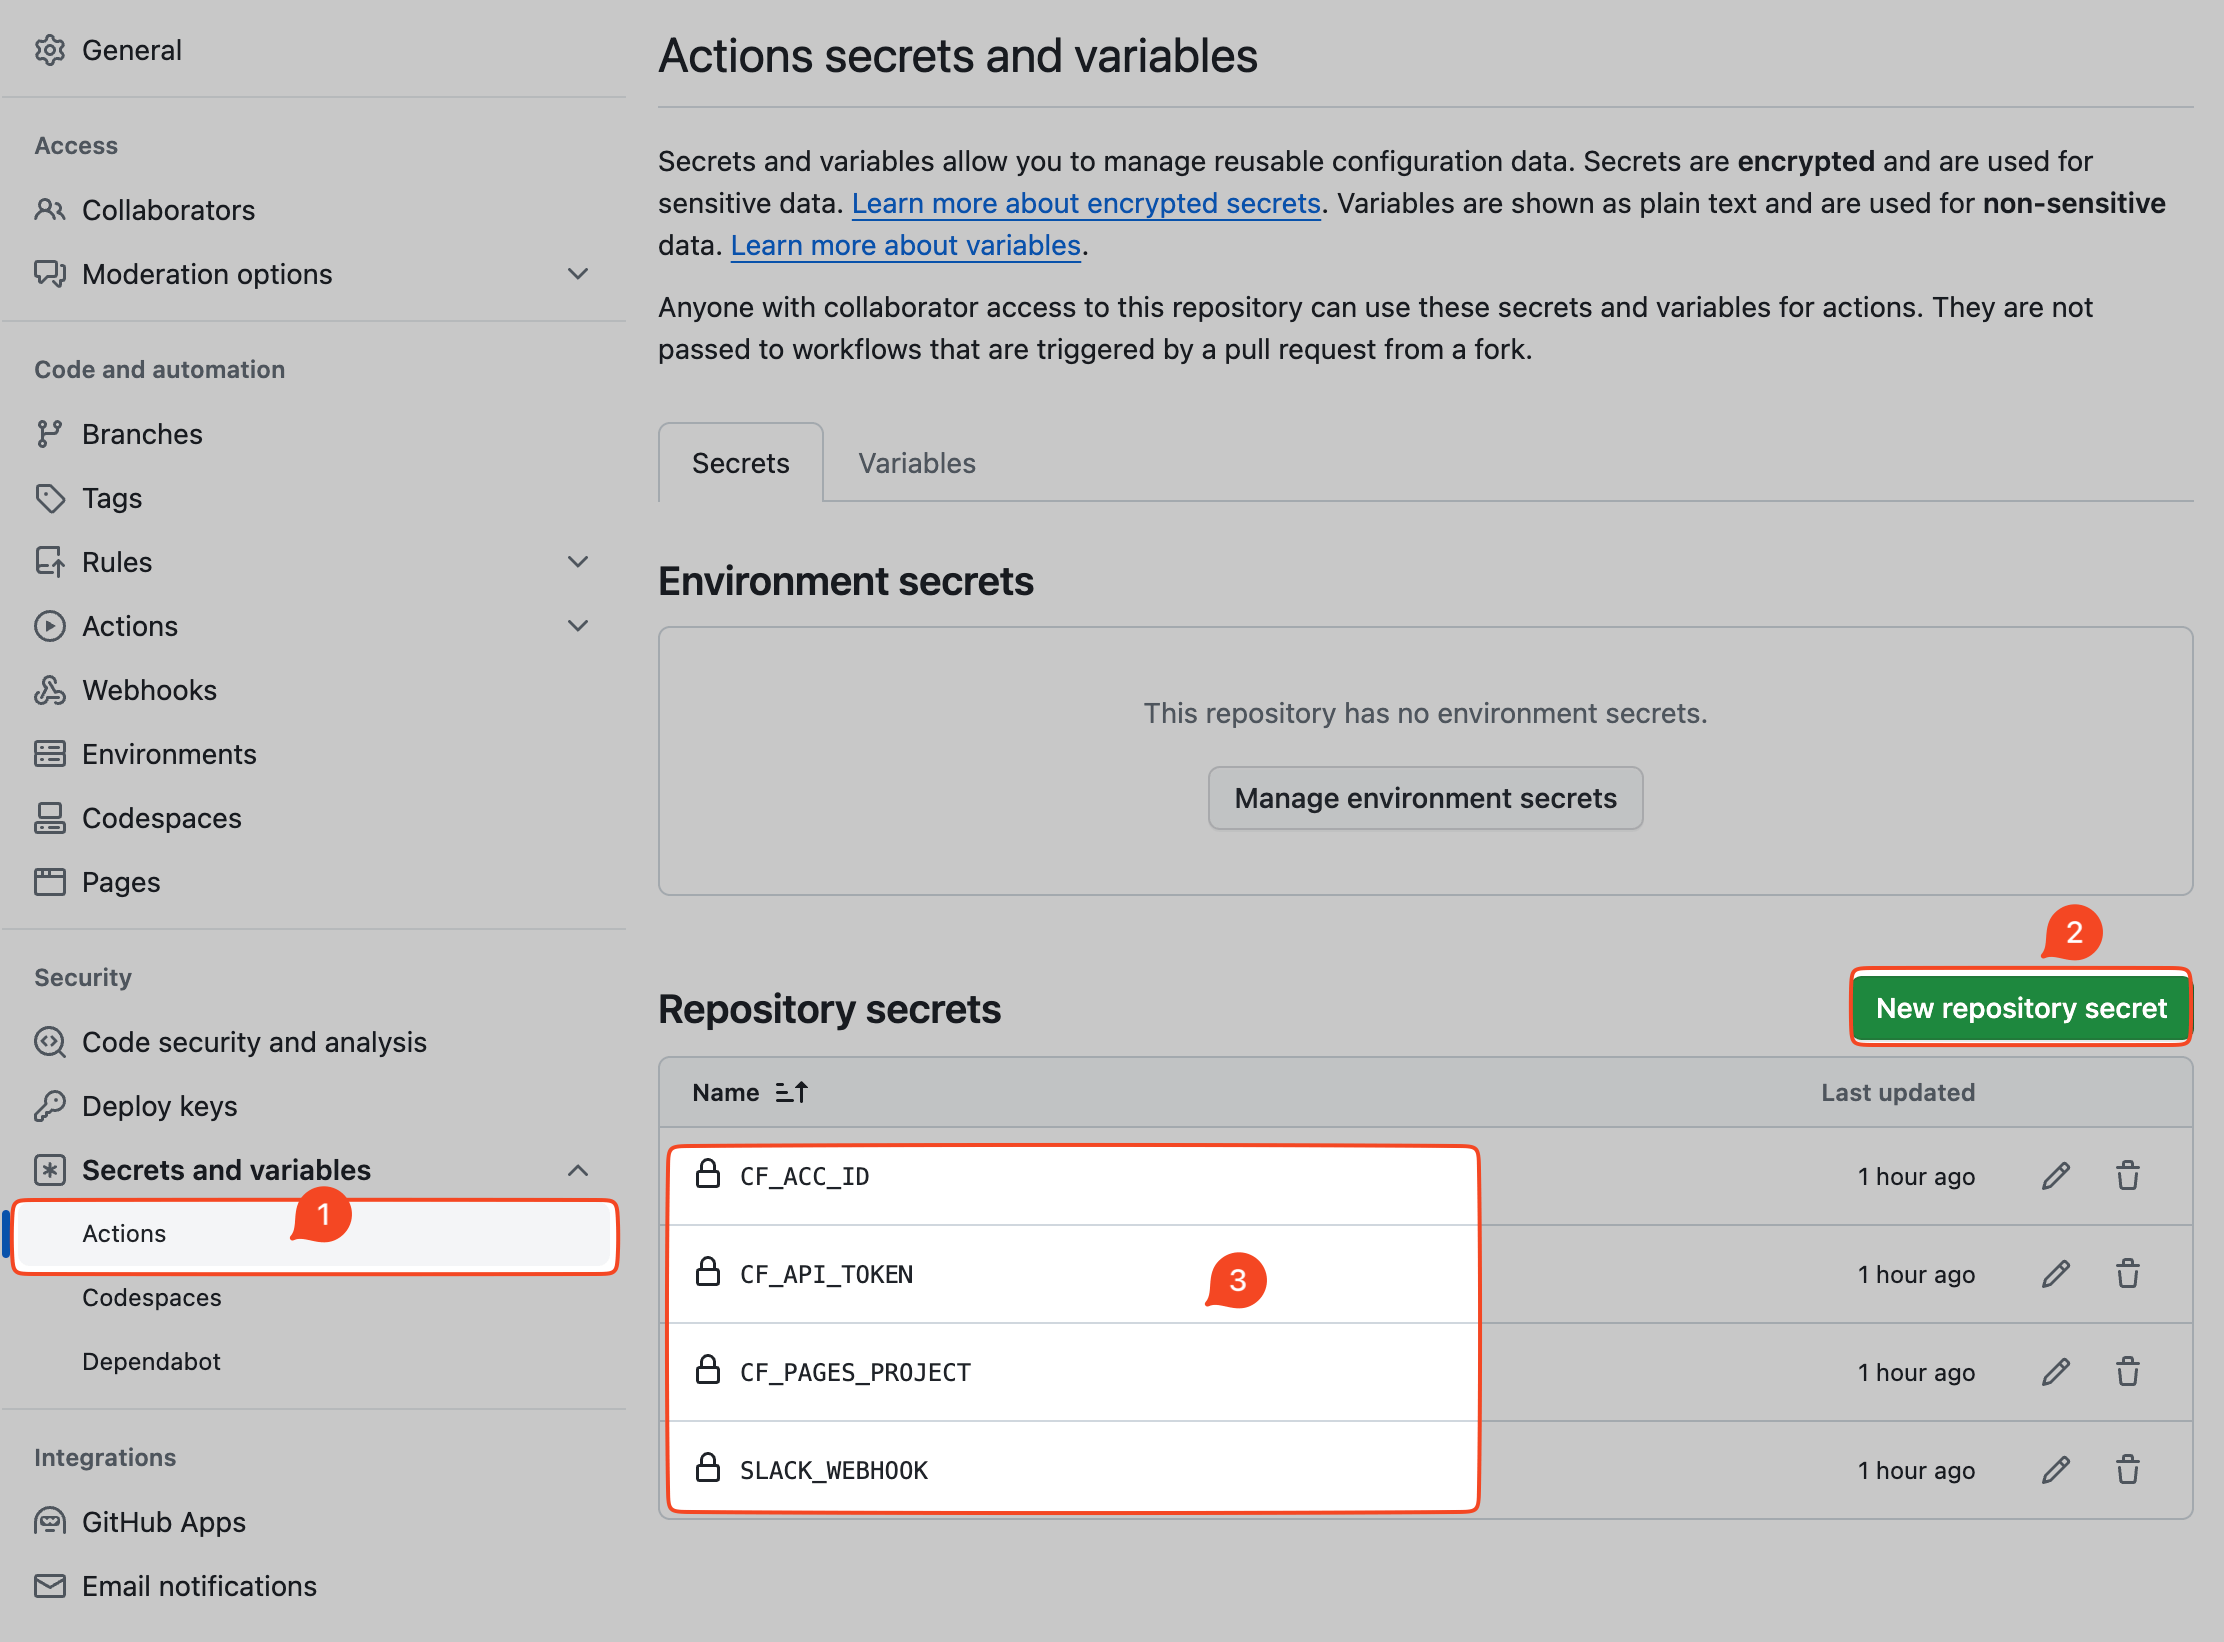 General
Access
Collaborators
Moderation options
Code and automation
Branches
Tags
Rules
Actions
Webhooks
Environments
Codespaces
Pages
Security
Code security and analysis
Deploy keys
Secrets and variables
1
Actions
Codespaces
Dependabot
Integrations
GitHub Apps
Email notifications
Actions secrets and variables
Secrets and variables allow you to manage reusable configuration data. Secrets are encrypted and are used for
sensitive data. Learn more about encrypted secrets. Variables are shown as plain text and are used for non-sensitive
data. Learn more about variables.
Anyone with collaborator access to this repository can use these secrets and variables for actions. They are not
passed to workflows that are triggered by a pull request from a fork.
Secrets Variables
Environment secrets
This repository has no environment secrets.
Manage environment secrets
2
Repository secrets New repository secret
Name Last updated
CF_ACC_ID 1 hour ago
CF_API_TOKEN 3 1 hour ago
CF_PAGES_PROJECT 1 hour ago
SLACK_WEBHOOK 1 hour ago